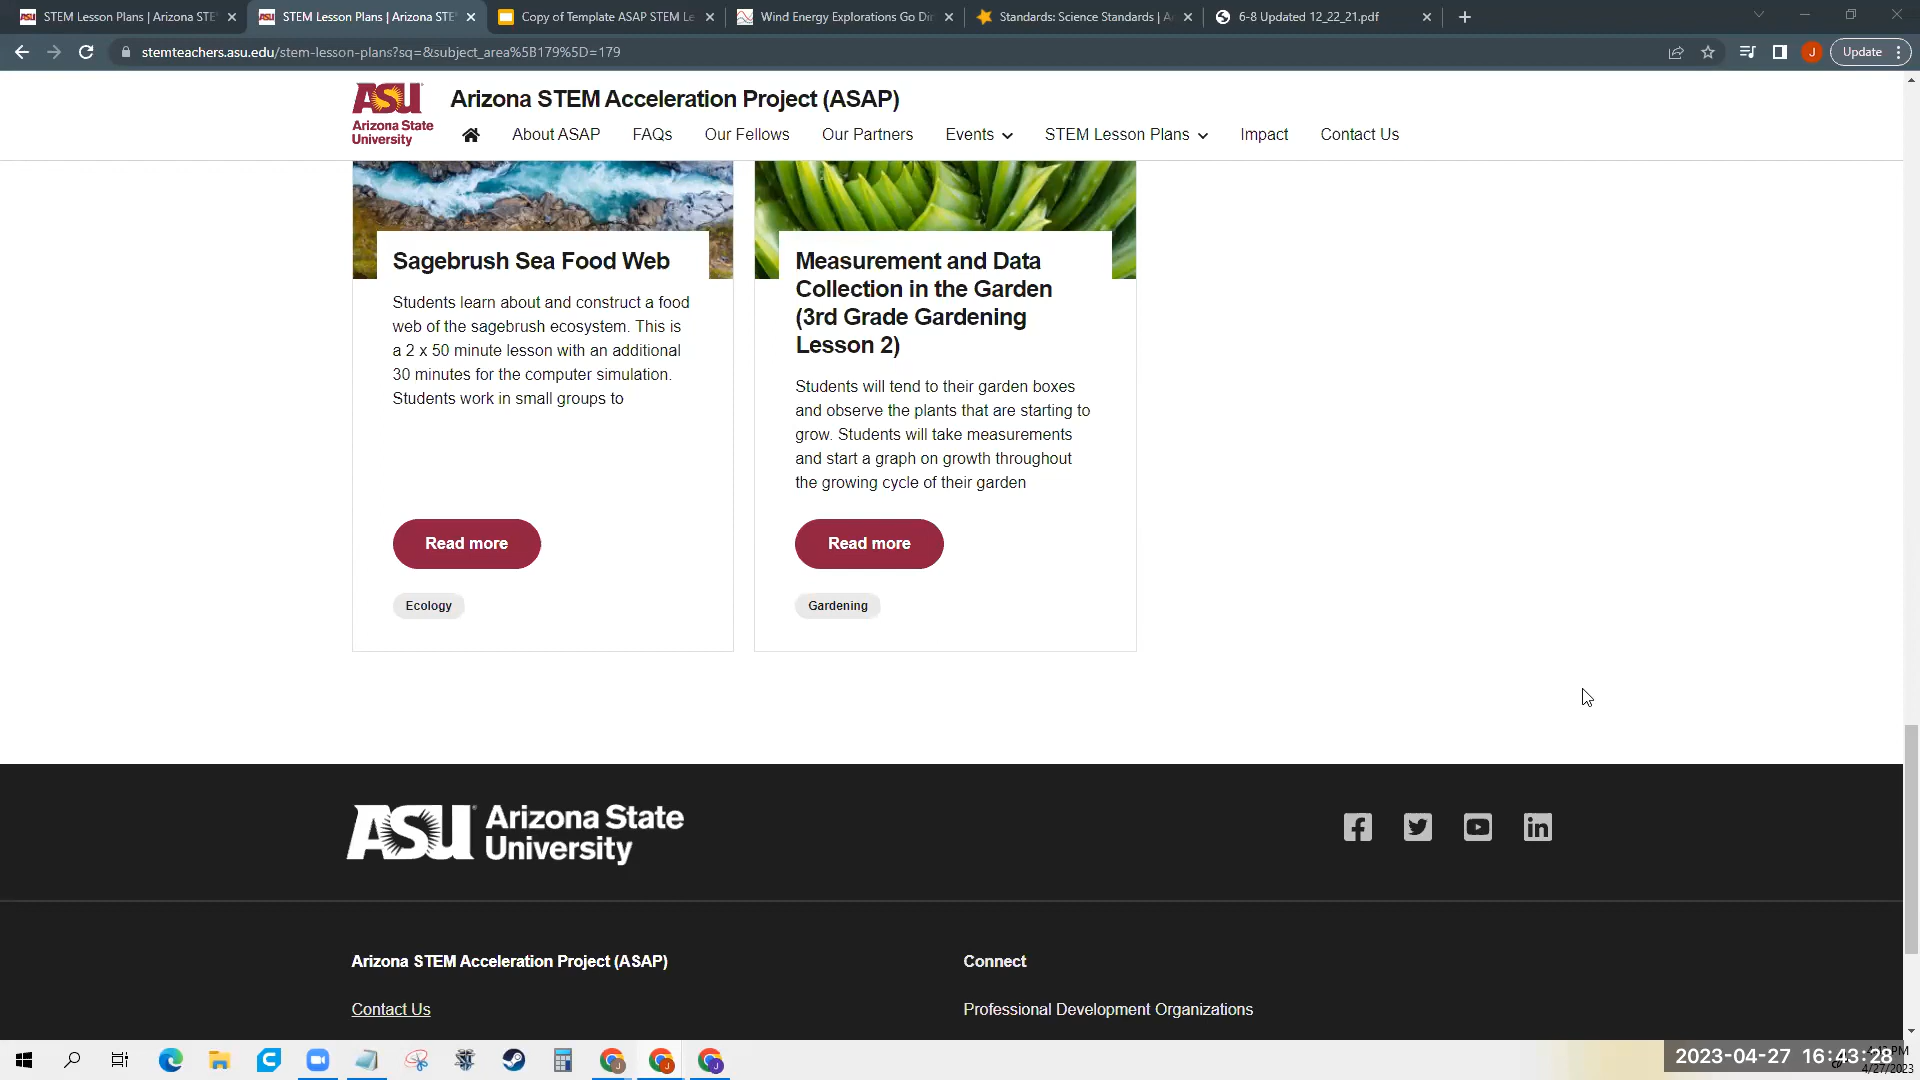 STEM Lesson Plans | Arizona STE
STEM Lesson Plans | Arizona STE
Copy of Template ASAP STEM Le
Wind Energy Explorations Go Dir
Standards: Science Standards | A
6-8 Updated 12_22_21.pdf
stemteachers.asu.edu/stem-lesson-plans?sq=&subject_area%5B179%5D=179
J
Update
ASU
Arizona State
University
Arizona STEM Acceleration Project (ASAP)
About ASAP
FAQs
Our Fellows
Our Partners
Events
STEM Lesson Plans
Impact
Contact Us
Sagebrush Sea Food Web
Students learn about and construct a food
web of the sagebrush ecosystem. This is
a 2 x 50 minute lesson with an additional
30 minutes for the computer simulation.
Students work in small groups to
Read more
Ecology
Measurement and Data
Collection in the Garden
(3rd Grade Gardening
Lesson 2)
Students will tend to their garden boxes
and observe the plants that are starting to
grow. Students will take measurements
and start a graph on growth throughout
the growing cycle of their garden
Read more
Gardening
ASU Arizona State
University
Arizona STEM Acceleration Project (ASAP)
Contact Us
Connect
Professional Development Organizations
2023-04-27 16:43:28
4/27/2023